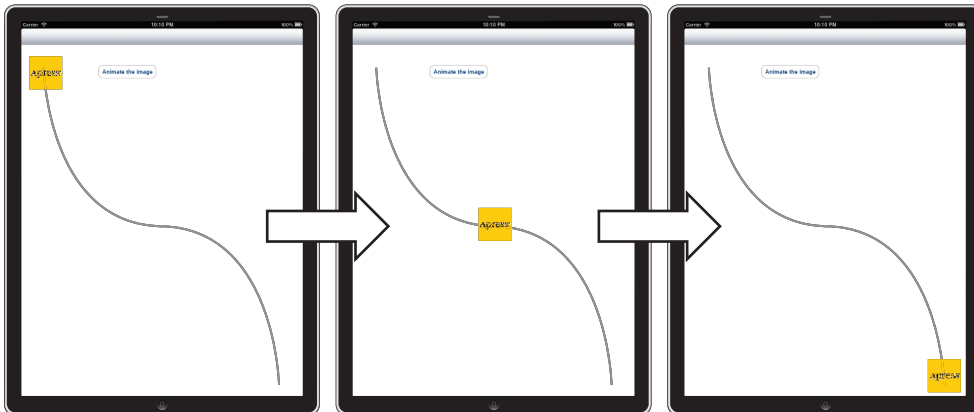 Carrier 10:10 PM 100%
Apress
Animate the image
Carrier 10:10 PM 100%
Animate the image
Apress
Carrier 10:10 PM 100%
Animate the image
Apress